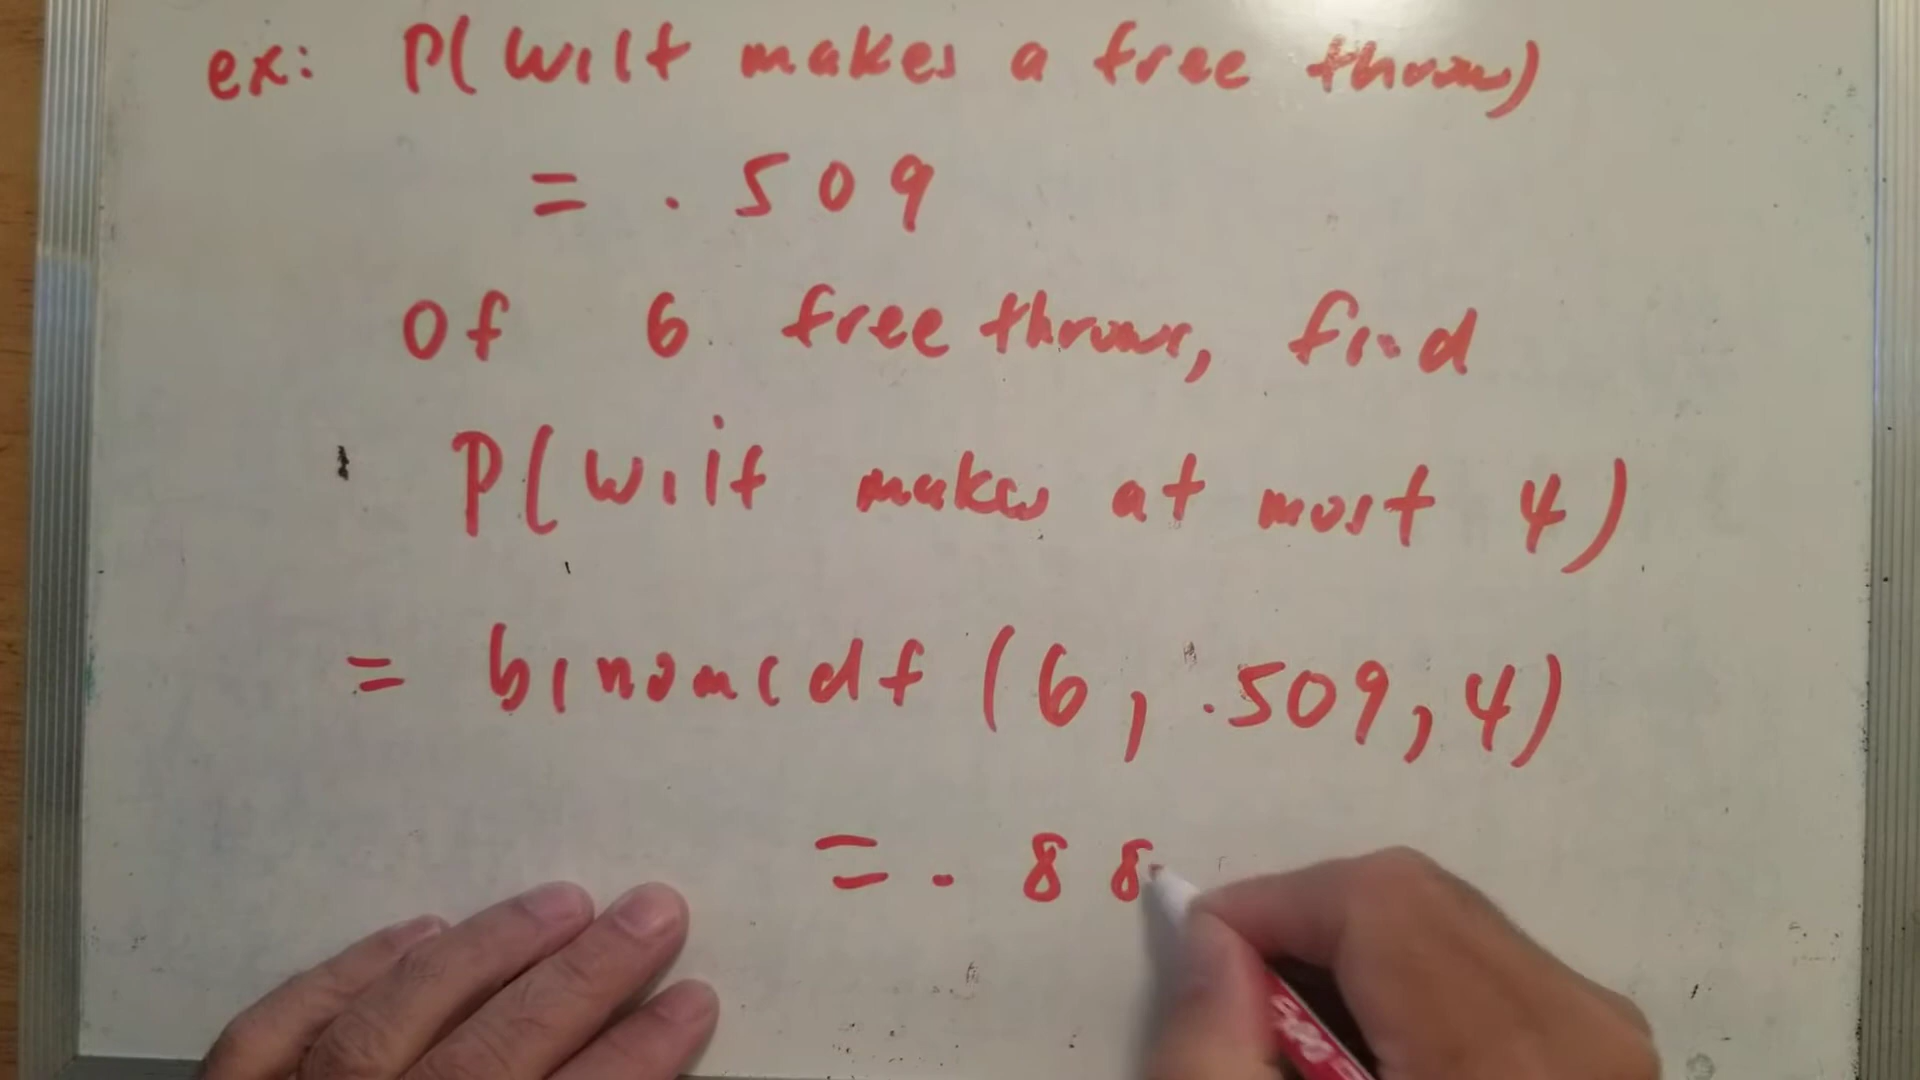 ex: P(Wilt makes a free throw)
= .509
of 6 free throws, find
P(Wilt makes at most 4)
= binomcdf (6, .509, 4)
= .88